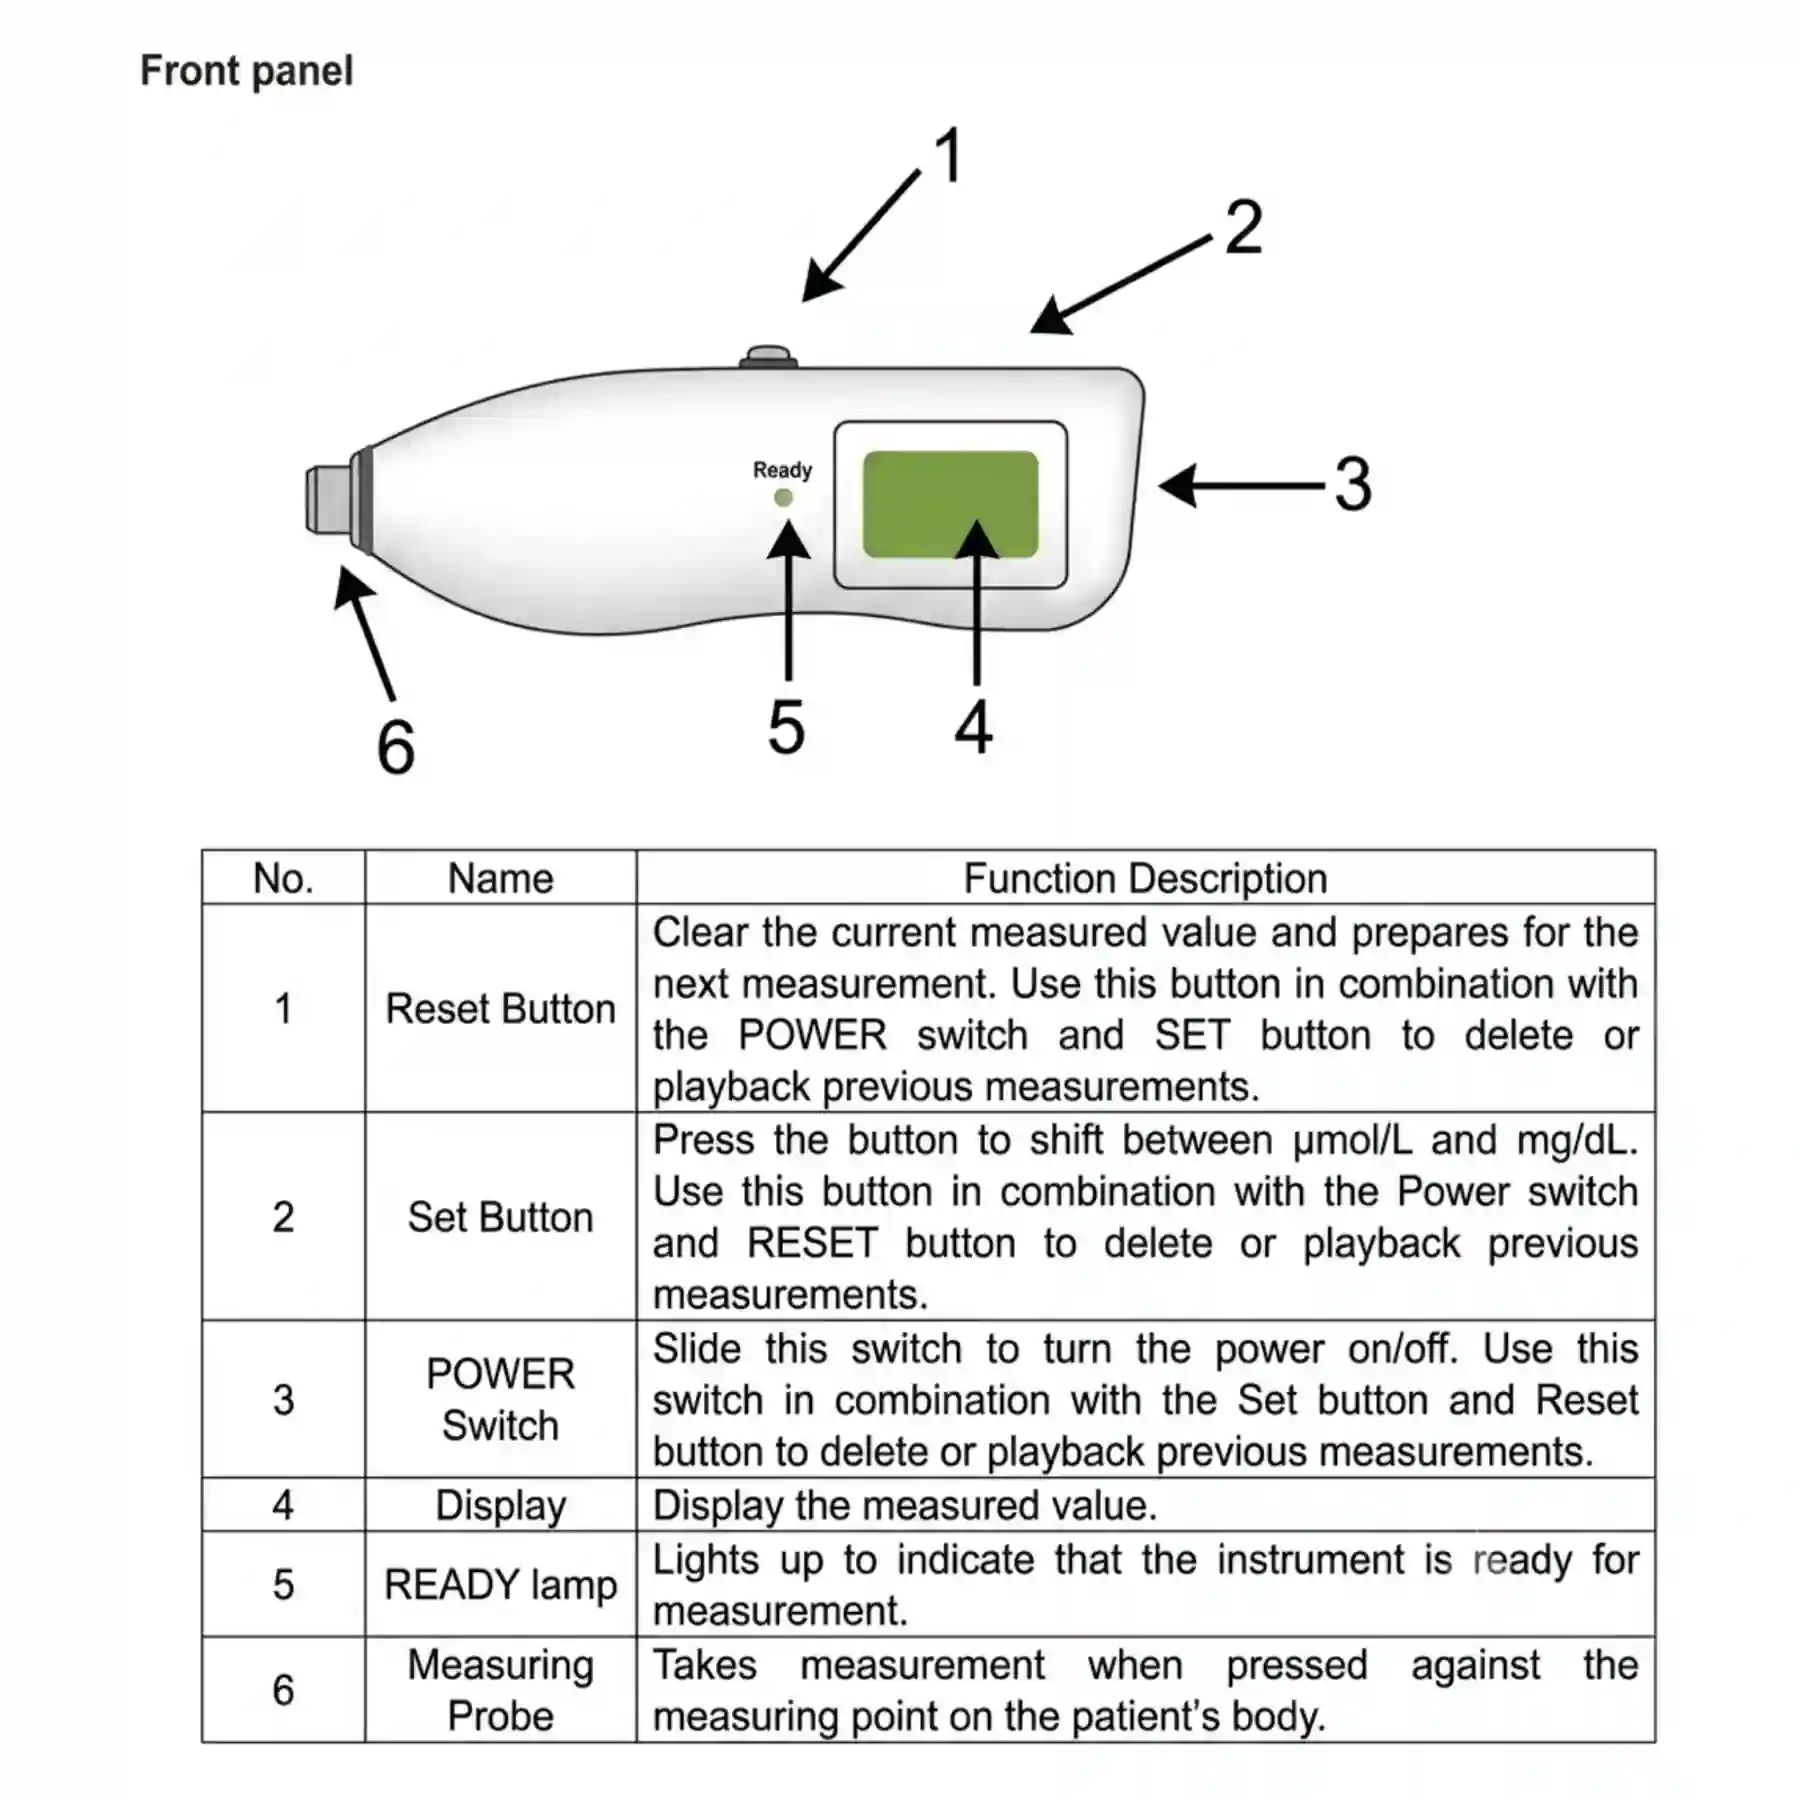 Front panel
1
2
Ready
3
5
4
6
No. Name Function Description
1 Reset Button Clear the current measured value and prepares for the
next measurement. Use this button in combination with
the POWER switch and SET button to delete or
playback previous measurements.
2 Set Button Press the button to shift between µmol/L and mg/dL.
Use this button in combination with the Power switch
and RESET button to delete or playback previous
measurements.
3 POWER
Switch
Slide this switch to turn the power on/off. Use this
switch in combination with the Set button and Reset
button to delete or playback previous measurements.
4 Display Display the measured value.
5 READY lamp Lights up to indicate that the instrument is ready for
measurement.
6 Measuring
Probe
Takes measurement when pressed against the
measuring point on the patient’s body.